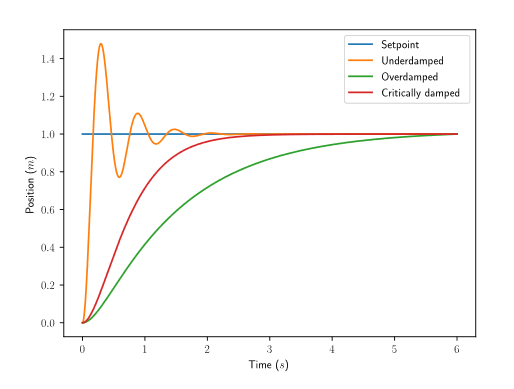 Setpoint
Underdamped
Overdamped
Critically damped
1.4
1.2
1.0
0.8
0.6
0.4
0.2
0.0
Position (m)
0 1 2 3 4 5 6
Time (s)